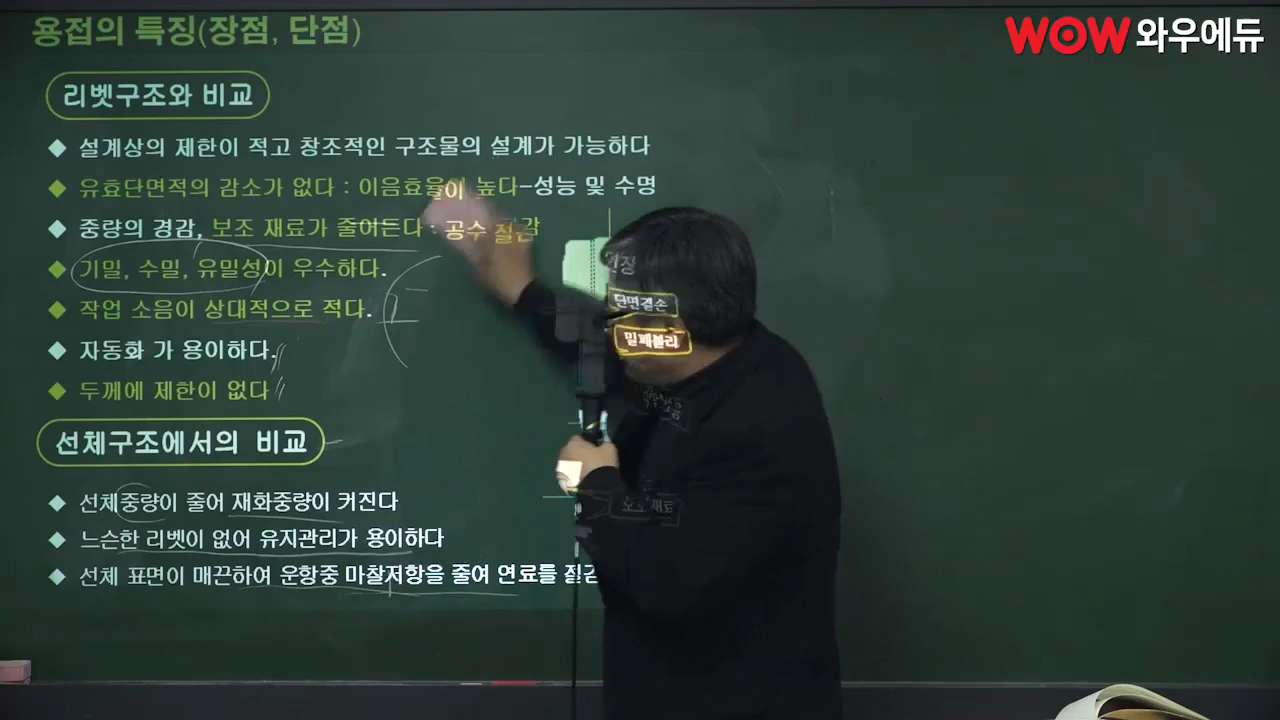 용접의 특징(장점, 단점)
WOW 와우에듀
리벳구조와 비교
◆ 설계상의 제한이 적고 창조적인 구조물의 설계가 가능하다
◆ 유효단면적의 감소가 없다 : 이음효율이 높다-성능 및 수명
◆ 중량의 경감, 보조 재료가 줄어든다 : 공수 절감
◆ 기밀, 수밀, 유밀성이 우수하다.
◆ 작업 소음이 상대적으로 적다.
◆ 자동화 가 용이하다.
◆ 두께에 제한이 없다
단면결손
선체구조에서의 비교
◆ 선체중량이 줄어 재화중량이 커진다
◆ 느슨한 리벳이 없어 유지관리가 용이하다
◆ 선체 표면이 매끈하여 운항중 마찰저항을 줄여 연료를 절감